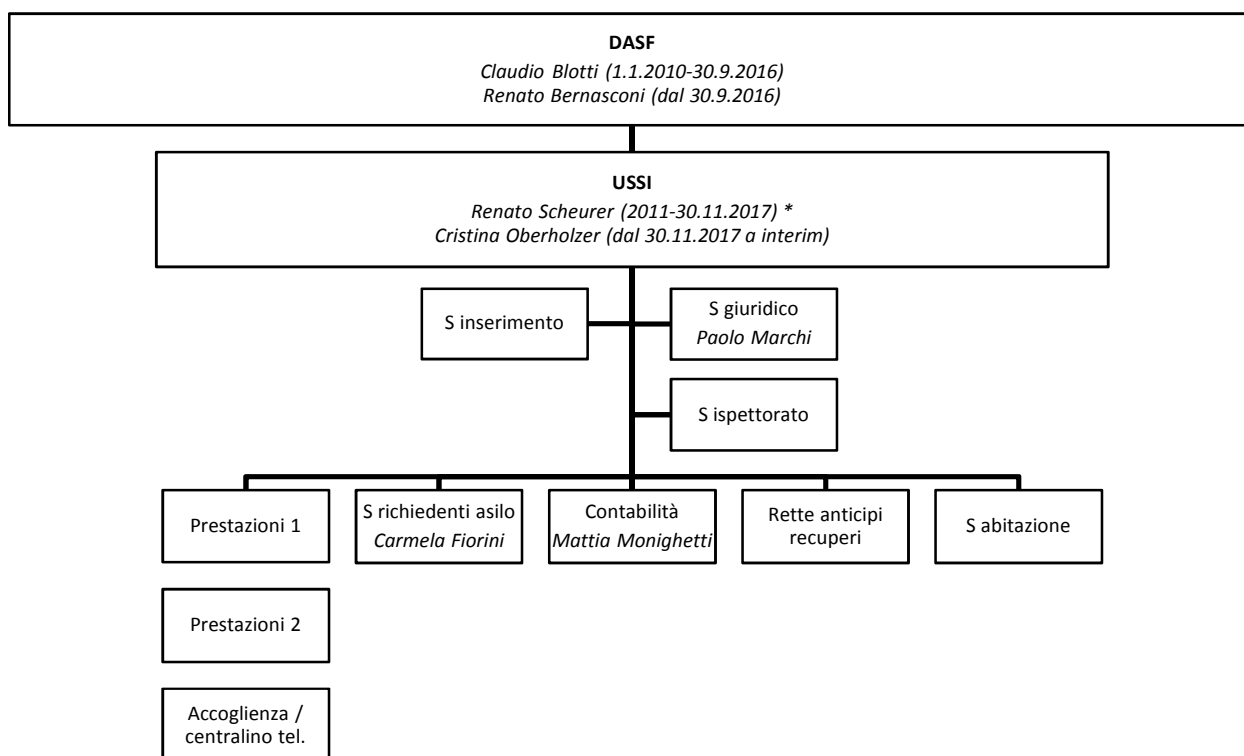 DASF
Claudio Blotti (1.1.2010-30.9.2016)
Renato Bernasconi (dal 30.9.2016)
USSI
Renato Scheurer (2011-30.11.2017) *
Cristina Oberholzer (dal 30.11.2017 a interim)
S inserimento
S giuridico
Paolo Marchi
S ispettorato
Prestazioni 1
S richiedenti asilo
Carmela Fiorini
Contabilità
Mattia Monighetti
Rette anticipi
recuperi
S abitazione
Prestazioni 2
Accoglienza /
centralino tel.